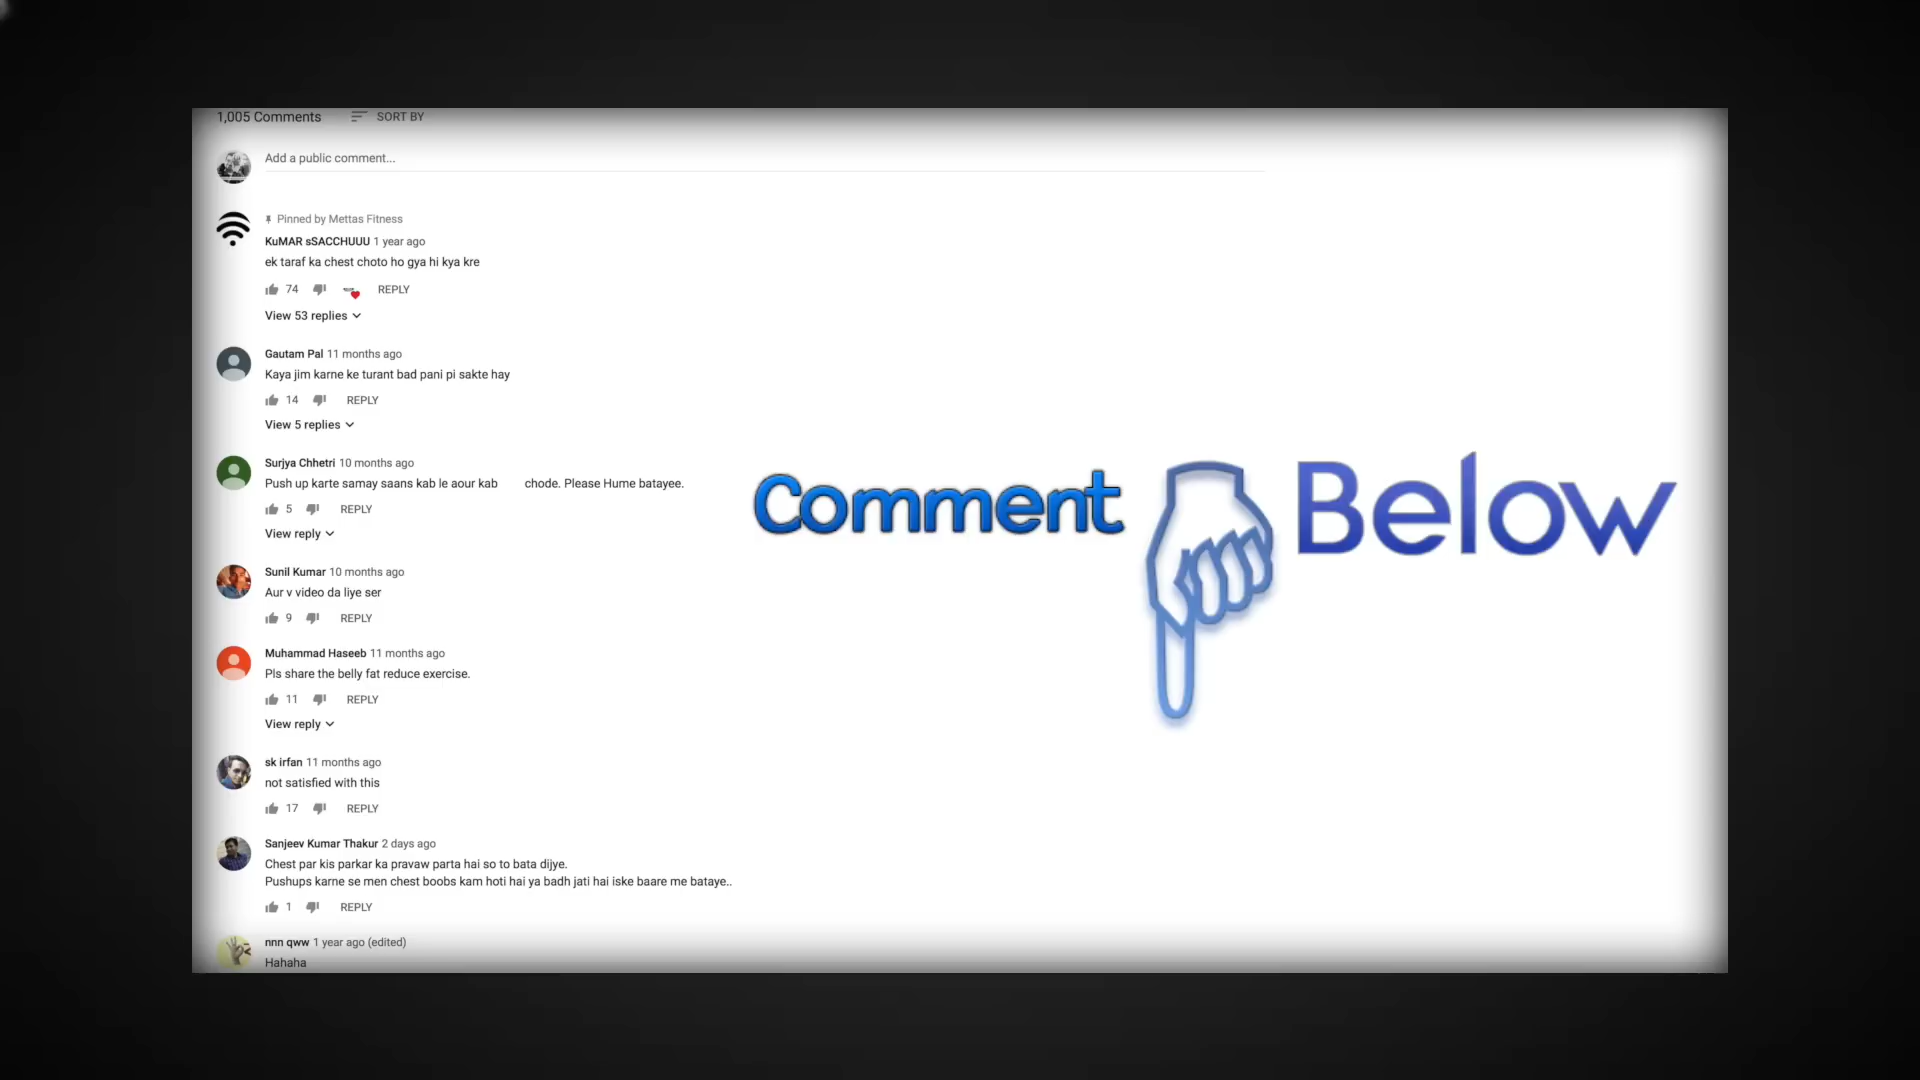 1,005 Comments SORT BY
Add a public comment...
Pinned by Mettas Fitness
KuMAR sSACCHUUU 1 year ago
ek taraf ka chest choto ho gya hi kya kre
74 REPLY
View 53 replies
Gautam Pal 11 months ago
Kaya jim karne ke turant bad pani pi sakte hay
14 REPLY
View 5 replies
Surjya Chhetri 10 months ago
Push up karte samay saans kab le aour kab chode. Please Hume batayee.
5 REPLY
View reply
Sunil Kumar 10 months ago
Aur v video da liye ser
9 REPLY
Muhammad Haseeb 11 months ago
Pls share the belly fat reduce exercise.
11 REPLY
View reply
sk irfan 11 months ago
not satisfied with this
17 REPLY
Sanjeev Kumar Thakur 2 days ago
Chest par kis parkar ka pravaw parta hai so to bata dijye.
Pushups karne se men chest boobs kam hoti hai ya badh jati hai iske baare me bataye..
1 REPLY
nnn qww 1 year ago (edited)
Hahaha
Comment Below